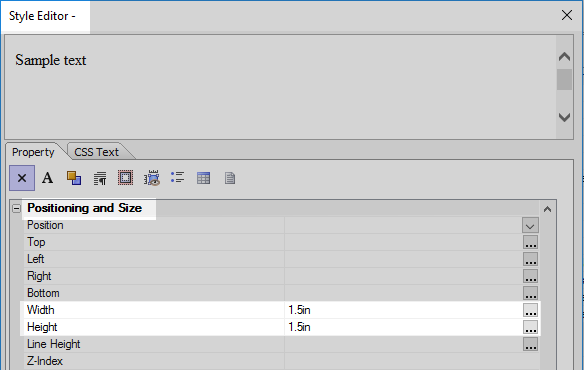 Style Editor -
Sample text
Property CSS Text
A
Positioning and Size
Position
Top ...
Left ...
Right ...
Bottom ...
Width 1.5in ...
Height 1.5in ...
Line Height ...
Z-Index